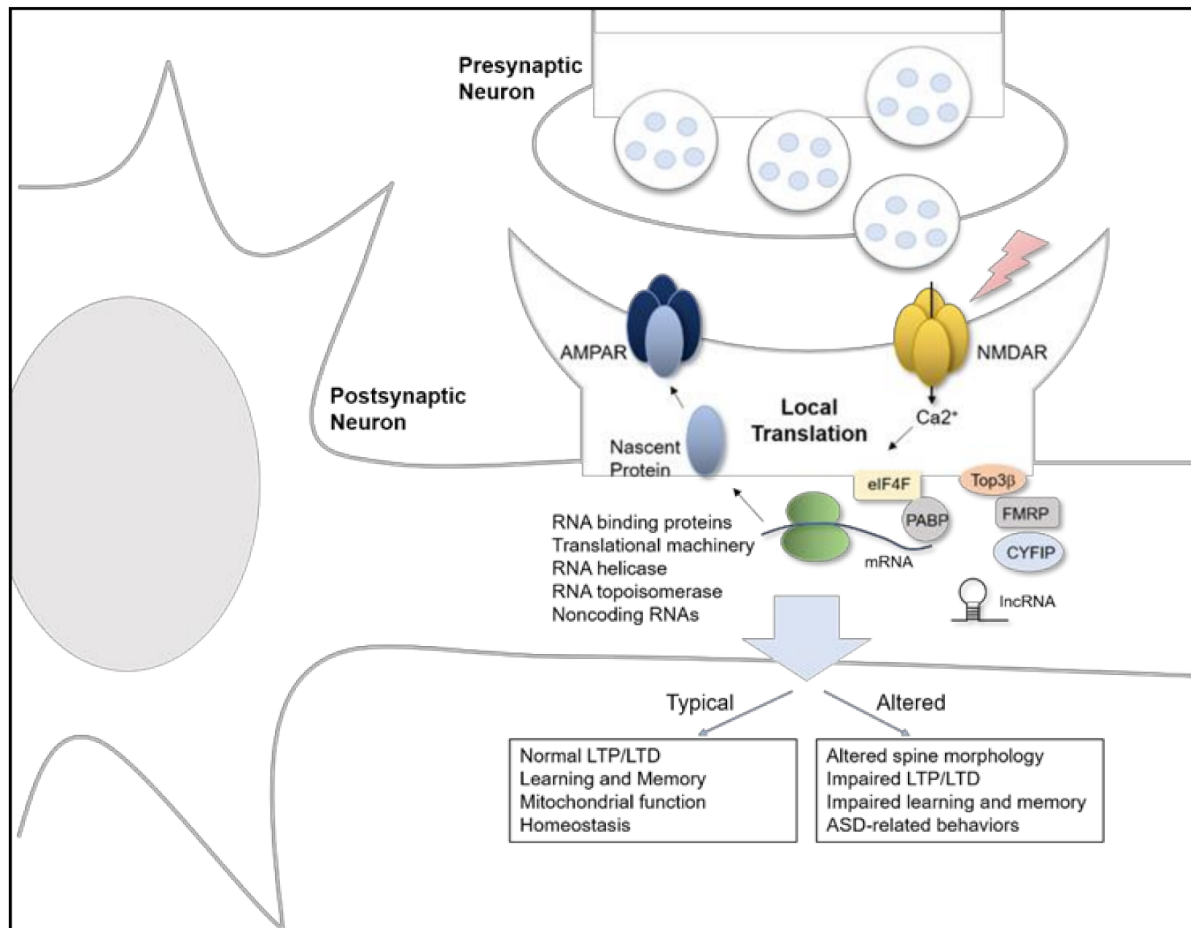 Presynaptic
Neuron
AMPAR
NMDAR
Postsynaptic
Neuron
Local
Translation
Ca2⁺
Nascent
Protein
eIF4F
Top3β
PABP
FMRP
CYFIP
mRNA
lncRNA
RNA binding proteins
Translational machinery
RNA helicase
RNA topoisomerase
Noncoding RNAs
Typical
Altered
Normal LTP/LTD
Learning and Memory
Mitochondrial function
Homeostasis
Altered spine morphology
Impaired LTP/LTD
Impaired learning and memory
ASD-related behaviors